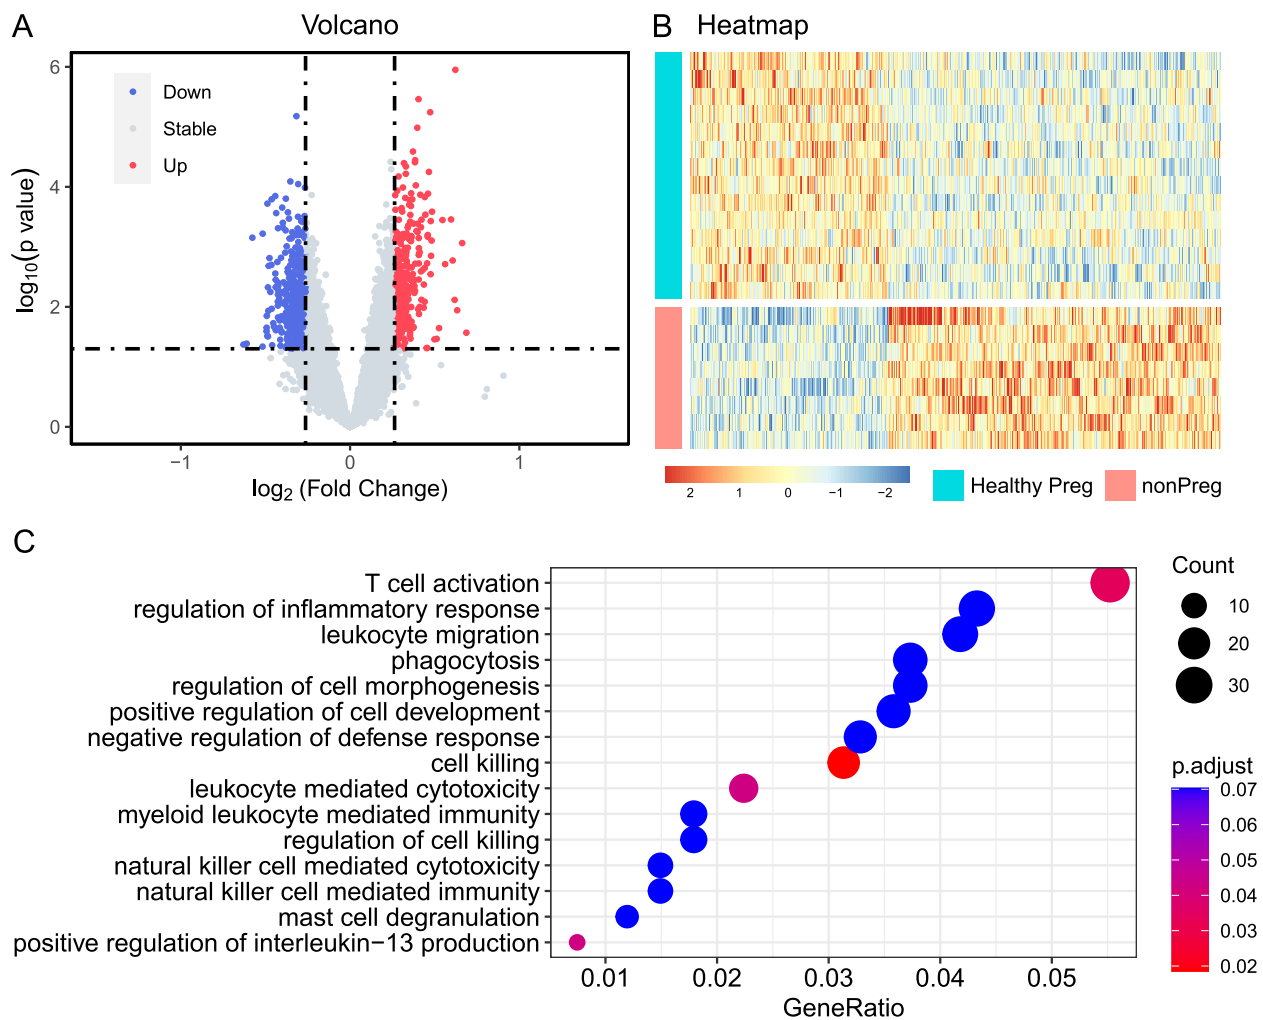 A
Volcano
Down
Stable
Up
6
4
2
0
−1
0
1
log10(p value)
log2 (Fold Change)
B
Heatmap
2
1
0
−1
−2
Healthy Preg
nonPreg
C
T cell activation
regulation of inflammatory response
leukocyte migration
phagocytosis
regulation of cell morphogenesis
positive regulation of cell development
negative regulation of defense response
cell killing
leukocyte mediated cytotoxicity
myeloid leukocyte mediated immunity
regulation of cell killing
natural killer cell mediated cytotoxicity
natural killer cell mediated immunity
mast cell degranulation
positive regulation of interleukin−13 production
0.01
0.02
0.03
0.04
0.05
GeneRatio
Count
10
20
30
p.adjust
0.07
0.06
0.05
0.04
0.03
0.02